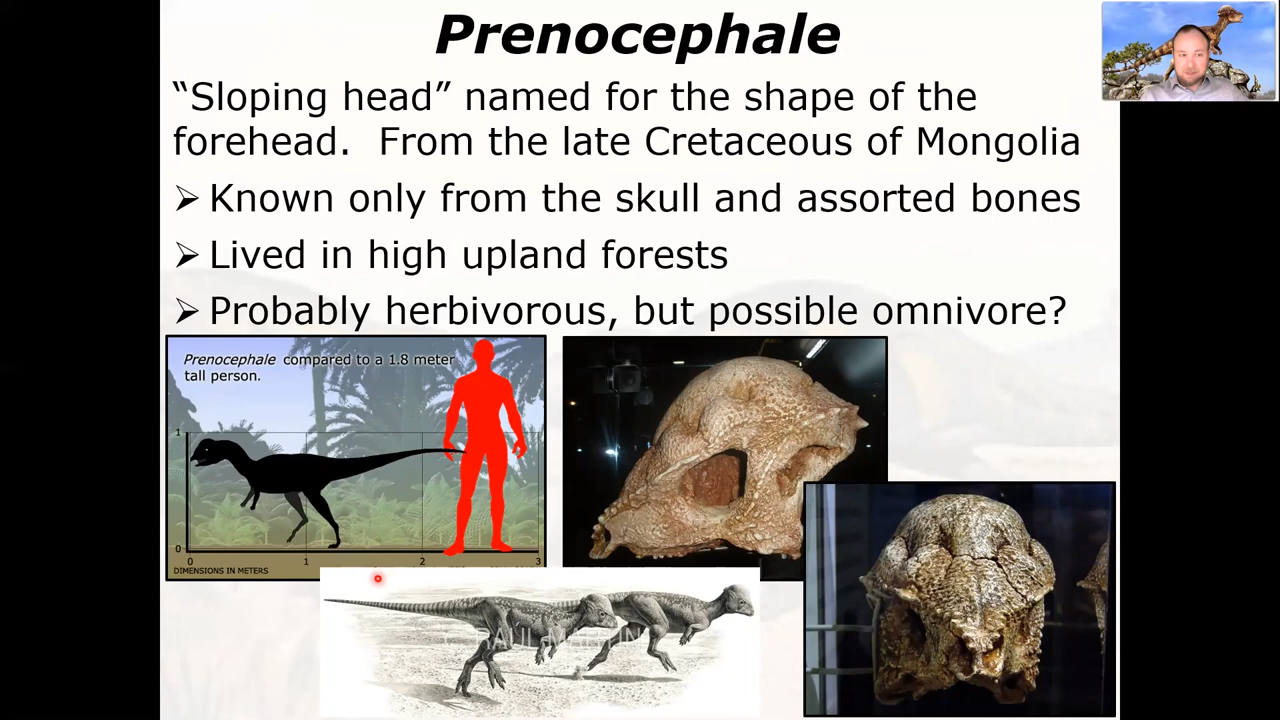 Prenocephale
“Sloping head” named for the shape of the
forehead.  From the late Cretaceous of Mongolia
➢ Known only from the skull and assorted bones
➢ Lived in high upland forests
➢ Probably herbivorous, but possible omnivore?
Prenocephale compared to a 1.8 meter
tall person.
1
0
0 1 2 3
DIMENSIONS IN METERS
RAUL MARTIN